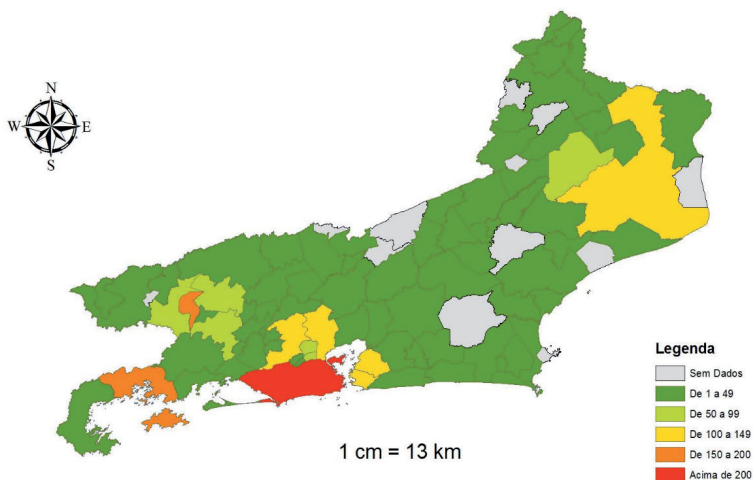 N
W E
S
1 cm = 13 km
Legenda
Sem Dados
De 1 a 49
De 50 a 99
De 100 a 149
De 150 a 200
Acima de 200